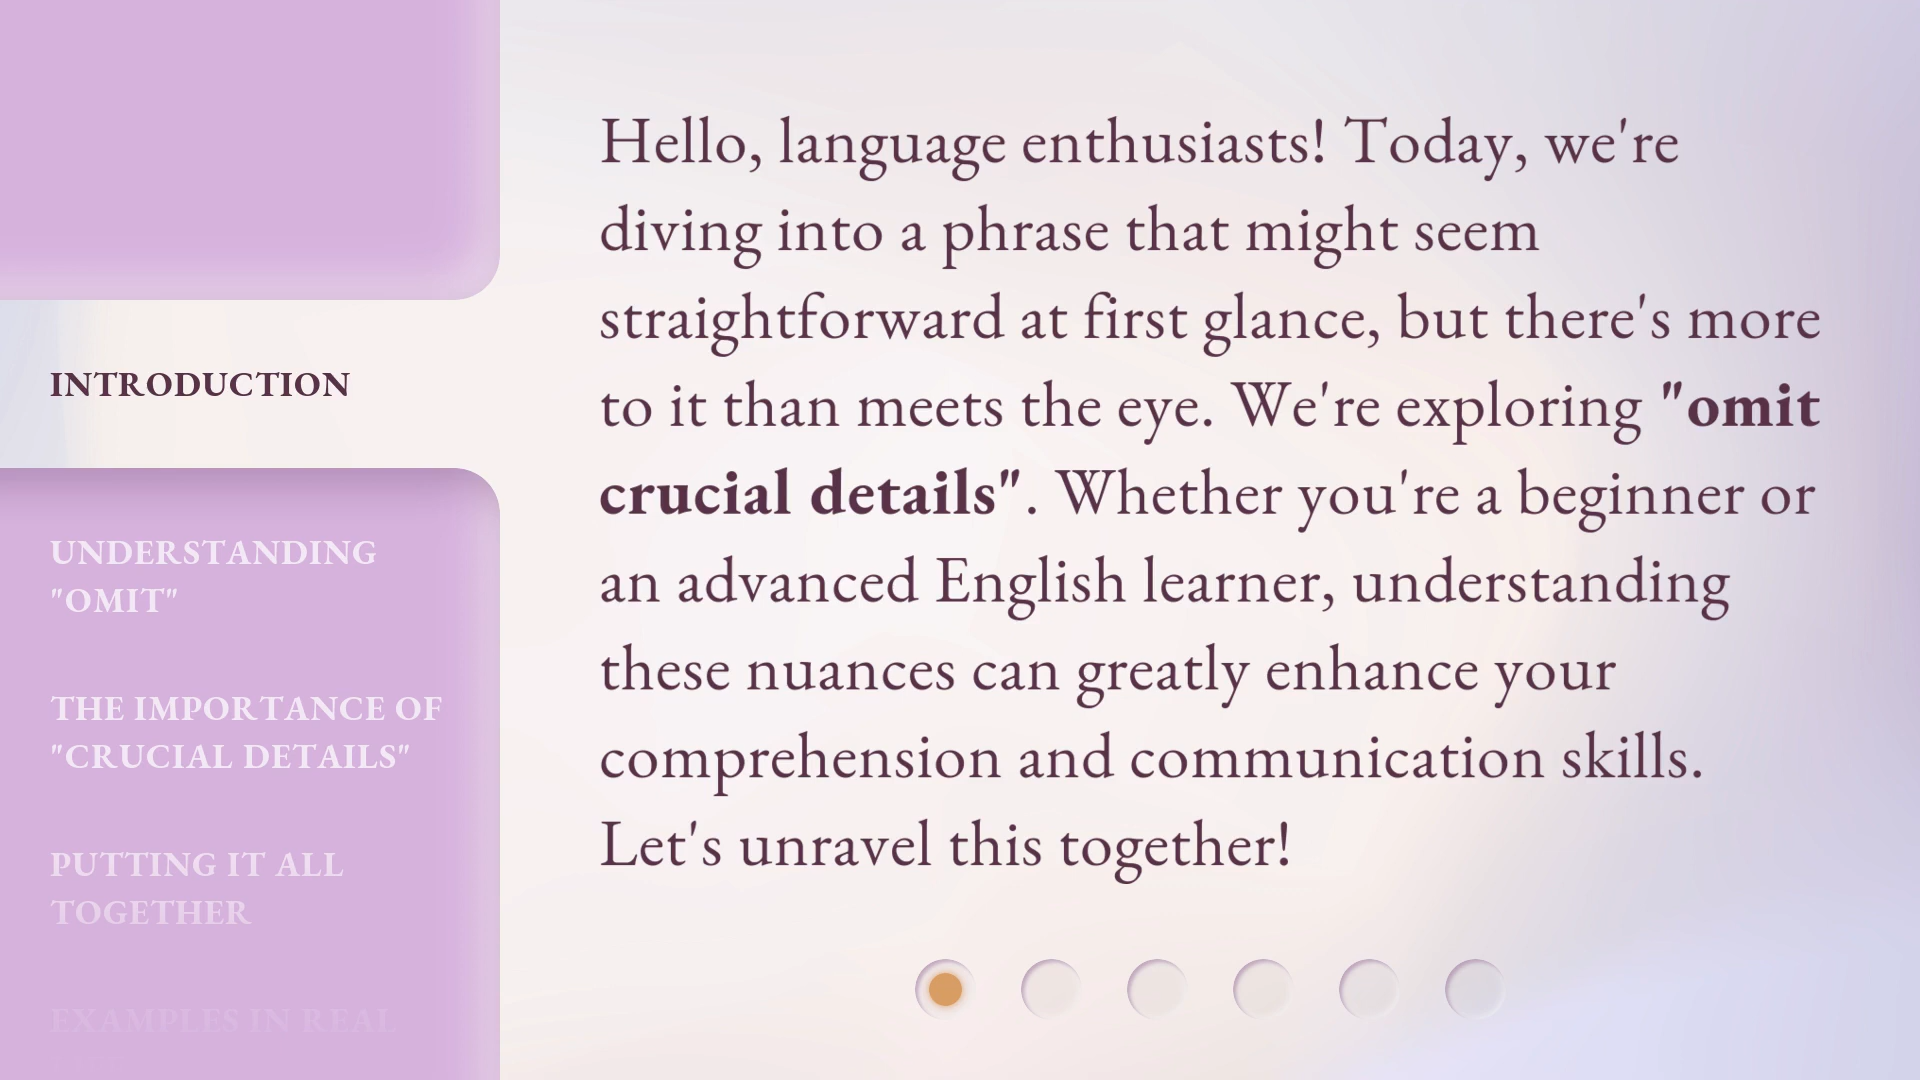 INTRODUCTION
UNDERSTANDING
"OMIT"
THE IMPORTANCE OF
"CRUCIAL DETAILS"
PUTTING IT ALL
TOGETHER
EXAMPLES IN REAL
Hello, language enthusiasts! Today, we're
diving into a phrase that might seem
straightforward at first glance, but there's more
to it than meets the eye. We're exploring "omit
crucial details". Whether you're a beginner or
an advanced English learner, understanding
these nuances can greatly enhance your
comprehension and communication skills.
Let's unravel this together!